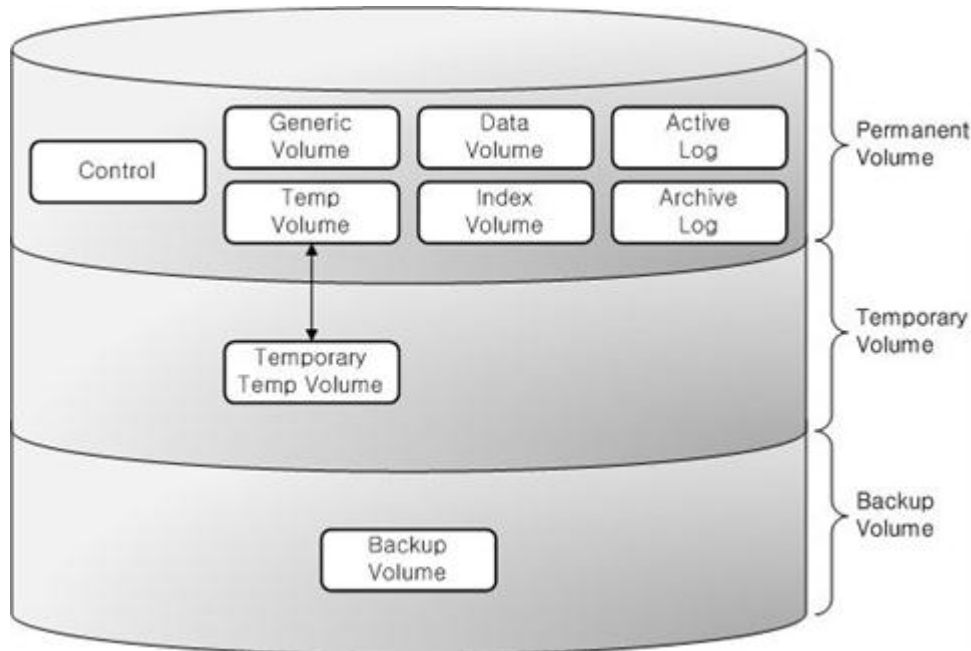 Generic
Volume
Data
Volume
Active
Log
Permanent
Volume
Control
Temp
Volume
Index
Volume
Archive
Log
Temporary
Volume
Temporary
Temp Volume
Backup
Volume
Backup
Volume